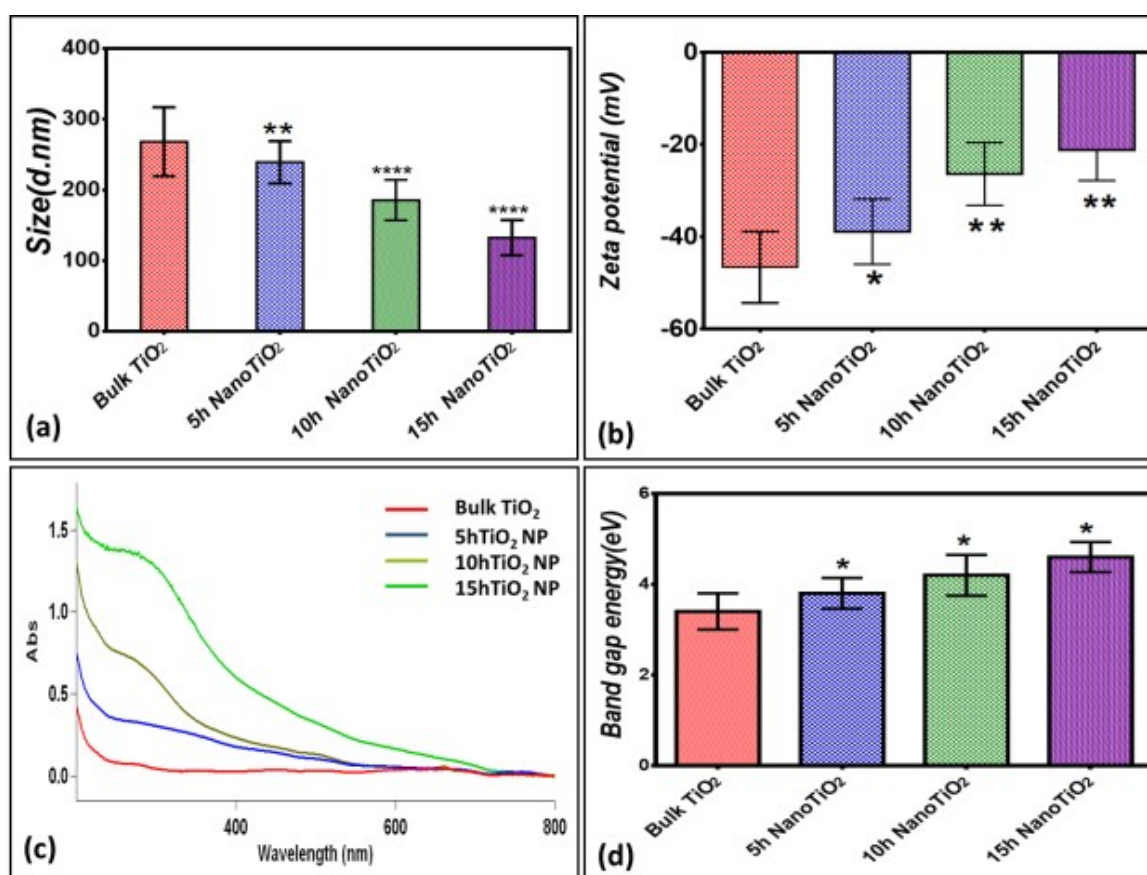 400
300
200
100
0
Size(d.nm)
**
****
****
Bulk TiO₂
5h NanoTiO₂
10h NanoTiO₂
15h NanoTiO₂
(a)
0
-20
-40
-60
Zeta potential (mV)
*
**
**
Bulk TiO₂
5h NanoTiO₂
10h NanoTiO₂
15h NanoTiO₂
(b)
1.5
1.0
0.5
0.0
Abs
Bulk TiO₂
5hTiO₂ NP
10hTiO₂ NP
15hTiO₂ NP
400
600
800
Wavelength (nm)
(c)
6
4
2
0
Band gap energy(eV)
*
*
*
Bulk TiO₂
5h NanoTiO₂
10h NanoTiO₂
15h NanoTiO₂
(d)